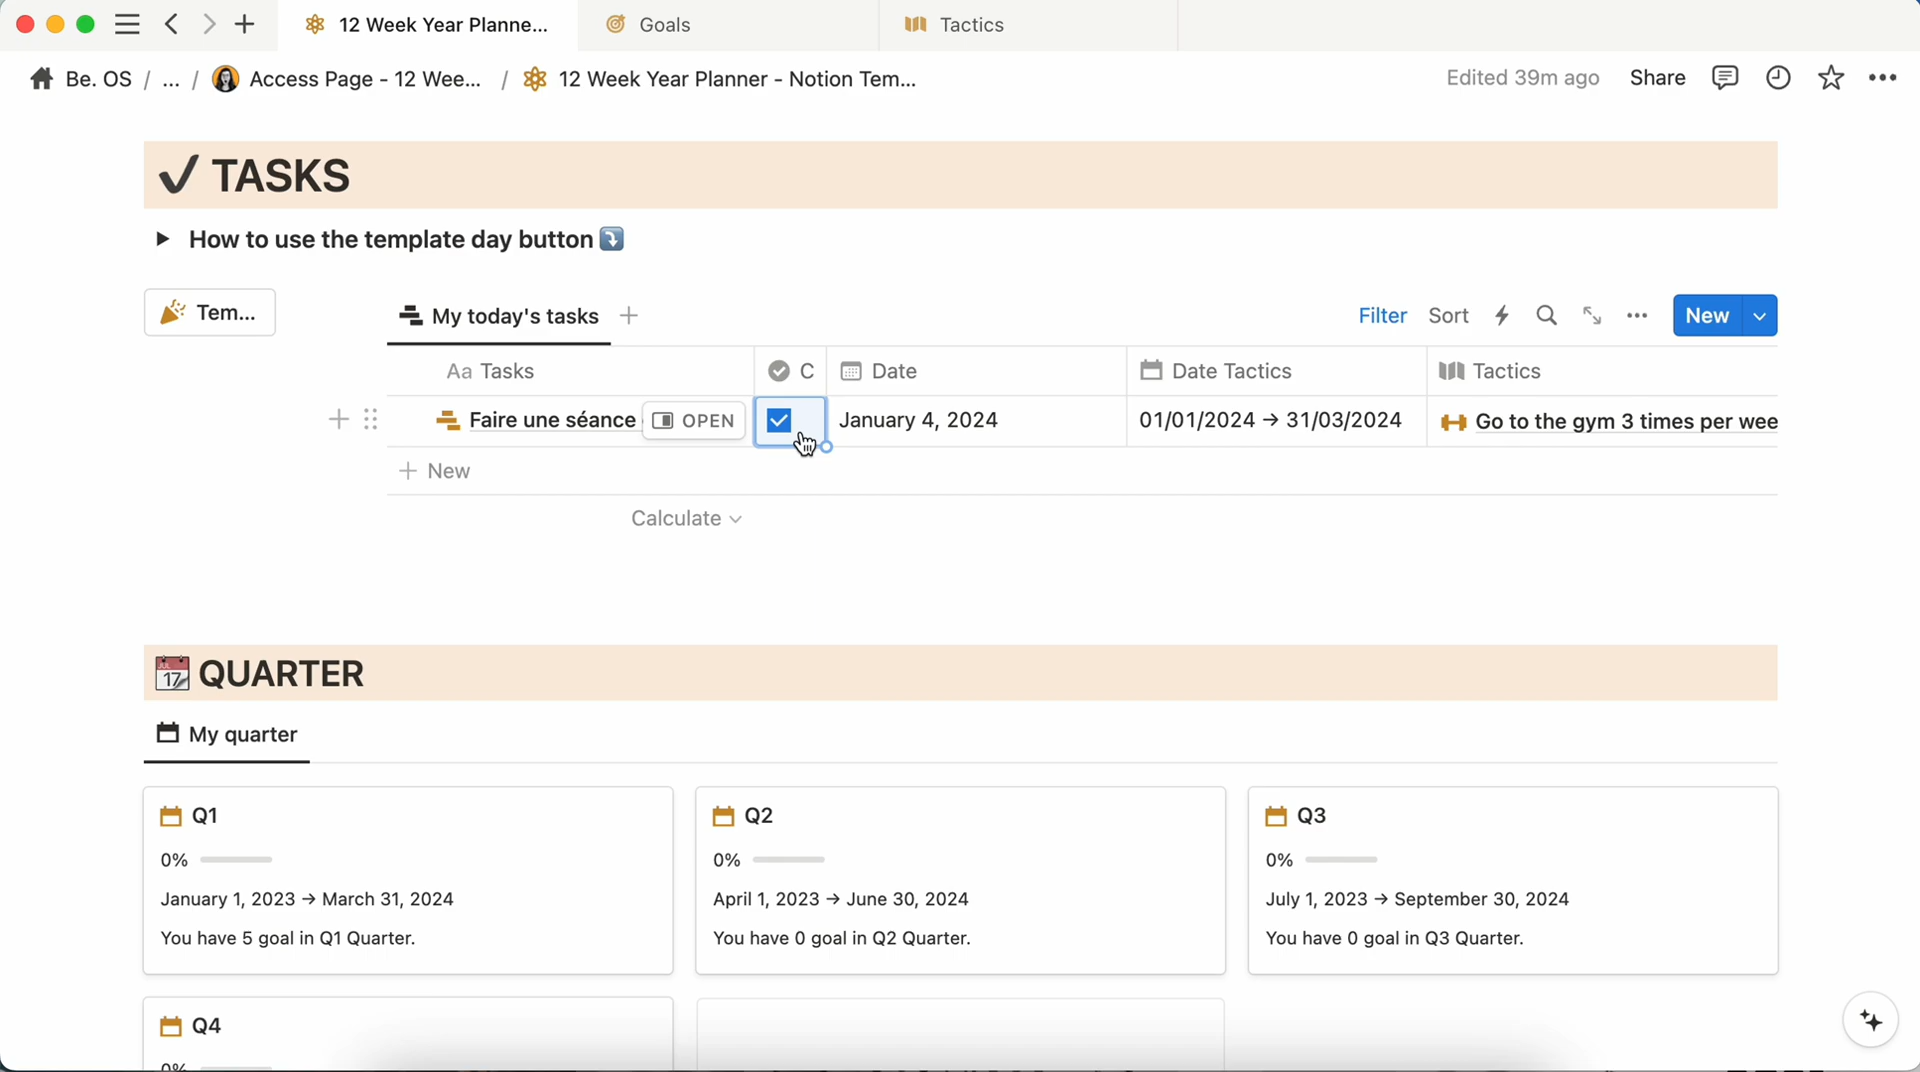 12 Week Year Planne... Goals Tactics
Be. OS / ... / Access Page - 12 Wee... / 12 Week Year Planner - Notion Tem... Edited 39m ago Share
TASKS
How to use the template day button
Tem... My today's tasks Filter Sort New
Aa Tasks C Date Date Tactics Tactics
Faire une séance OPEN January 4, 2024 01/01/2024 → 31/03/2024 Go to the gym 3 times per wee
+ New
Calculate
QUARTER
My quarter
Q1
0%
January 1, 2023 → March 31, 2024
You have 5 goal in Q1 Quarter.
Q2
0%
April 1, 2023 → June 30, 2024
You have 0 goal in Q2 Quarter.
Q3
0%
July 1, 2023 → September 30, 2024
You have 0 goal in Q3 Quarter.
Q4
0%